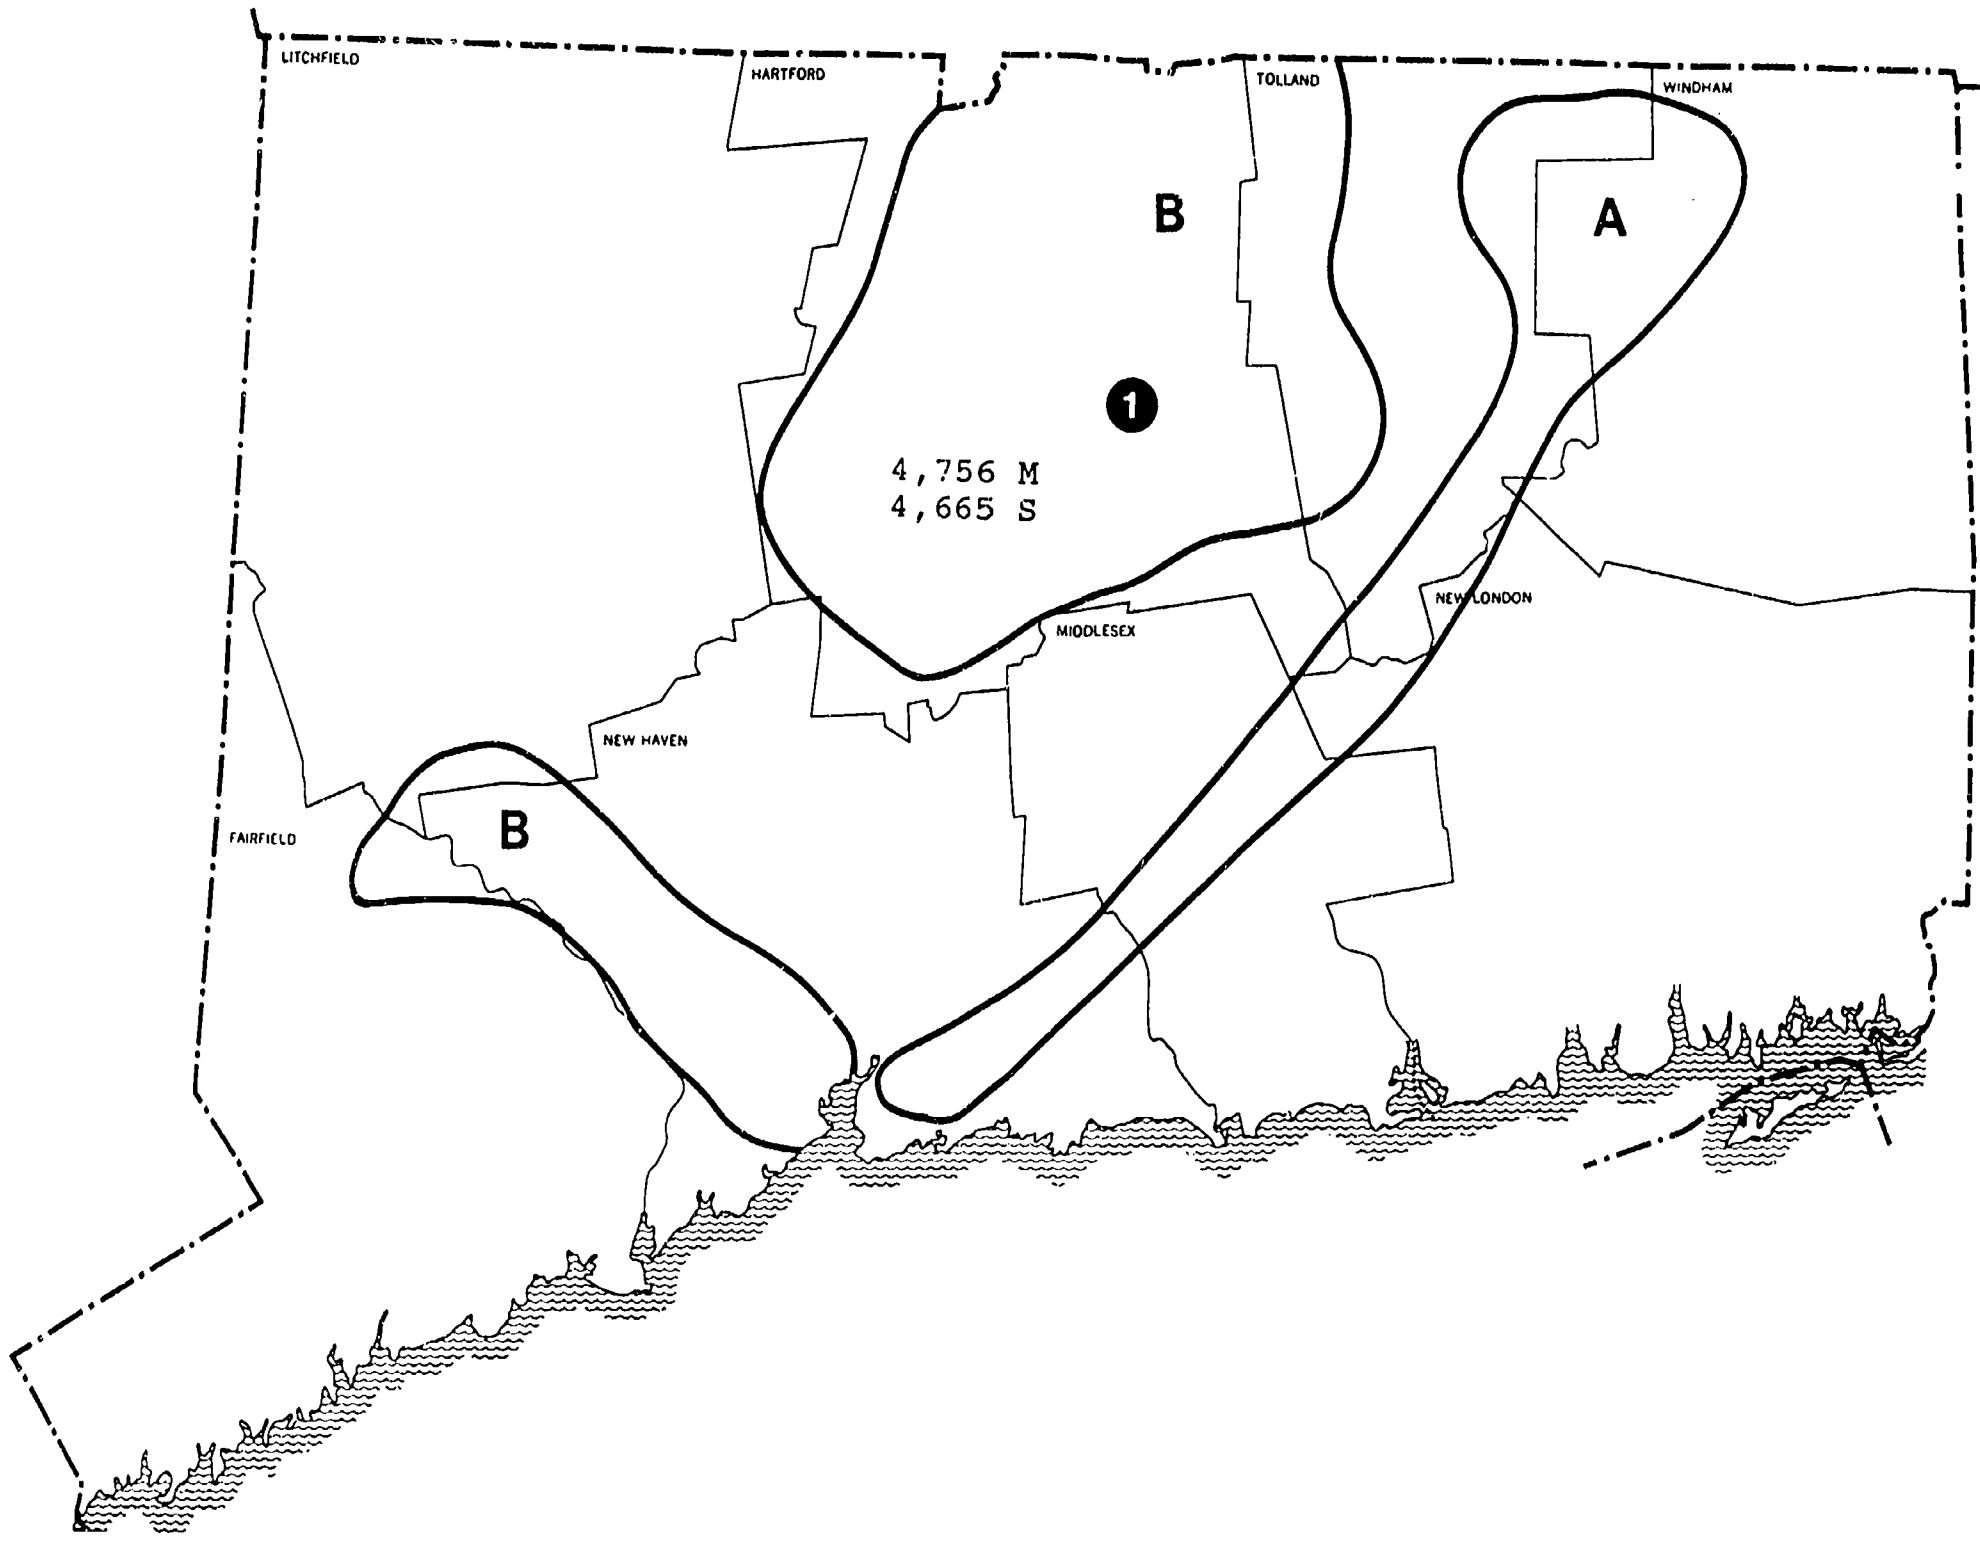 LITCHFIELD
HARTFORD
TOLLAND
WINDHAM
B
A
1
4,756 M
4,665 S
NEW LONDON
MIDDLESEX
NEW HAVEN
B
FAIRFIELD